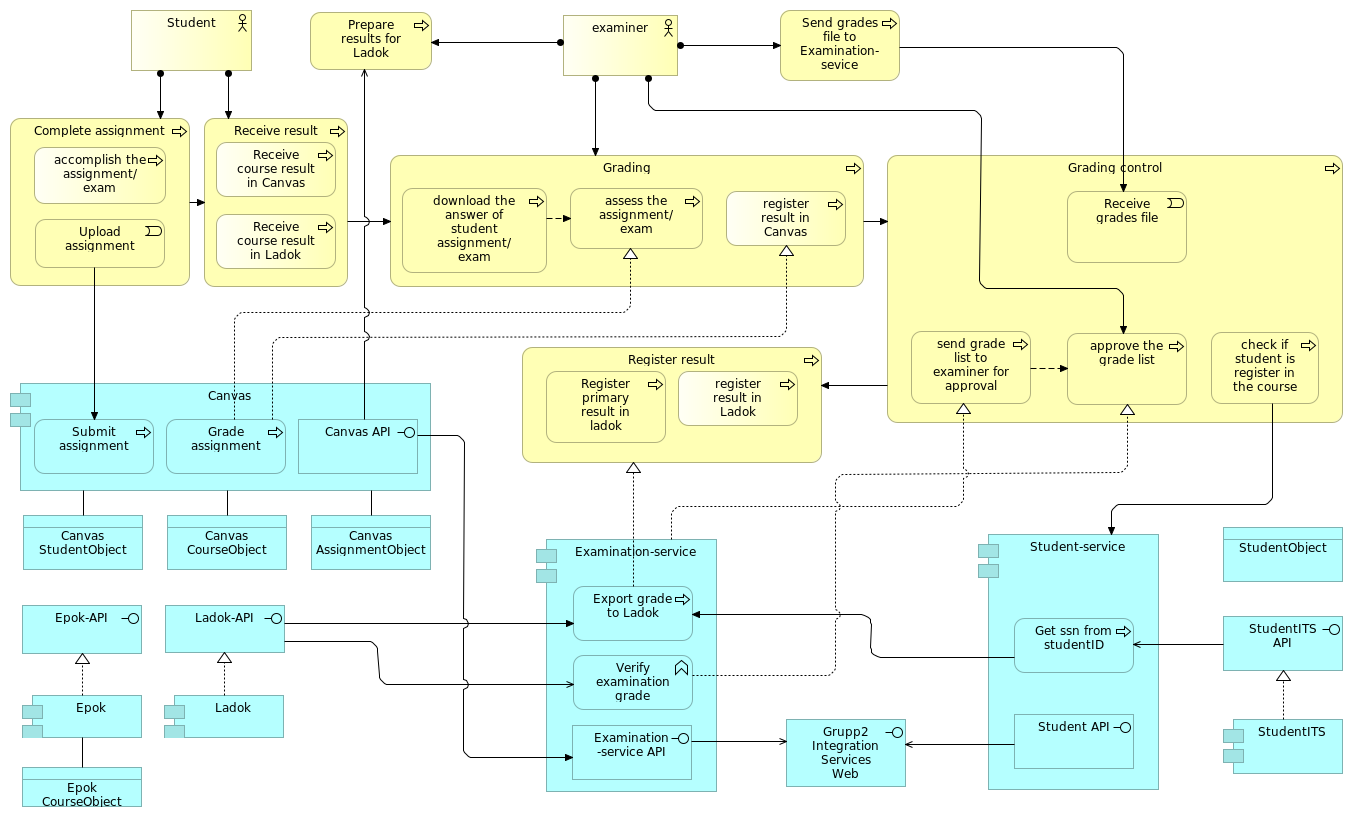 Student
Prepare
results for
Ladok
examiner
Send grades
file to
Examination-
sevice
Complete assignment
accomplish the
assignment/
exam
Upload
assignment
Receive result
Receive
course result
in Canvas
Receive
course result
in Ladok
Grading
download the
answer of
student
assignment/
exam
assess the
assignment/
exam
register
result in
Canvas
Grading control
Receive
grades file
send grade
list to
examiner for
approval
approve the
grade list
check if
student is
register in
the course
Register result
Register
primary
result in
ladok
register
result in
Ladok
Canvas
Submit
assignment
Grade
assignment
Canvas API
Canvas
StudentObject
Canvas
CourseObject
Canvas
AssignmentObject
Examination-service
Export grade
to Ladok
Verify
examination
grade
Examination
-service API
Student-service
Get ssn from
studentID
Student API
StudentObject
StudentITS
API
StudentITS
Epok-API
Ladok-API
Epok
Ladok
Epok
CourseObject
Grupp2
Integration
Services
Web